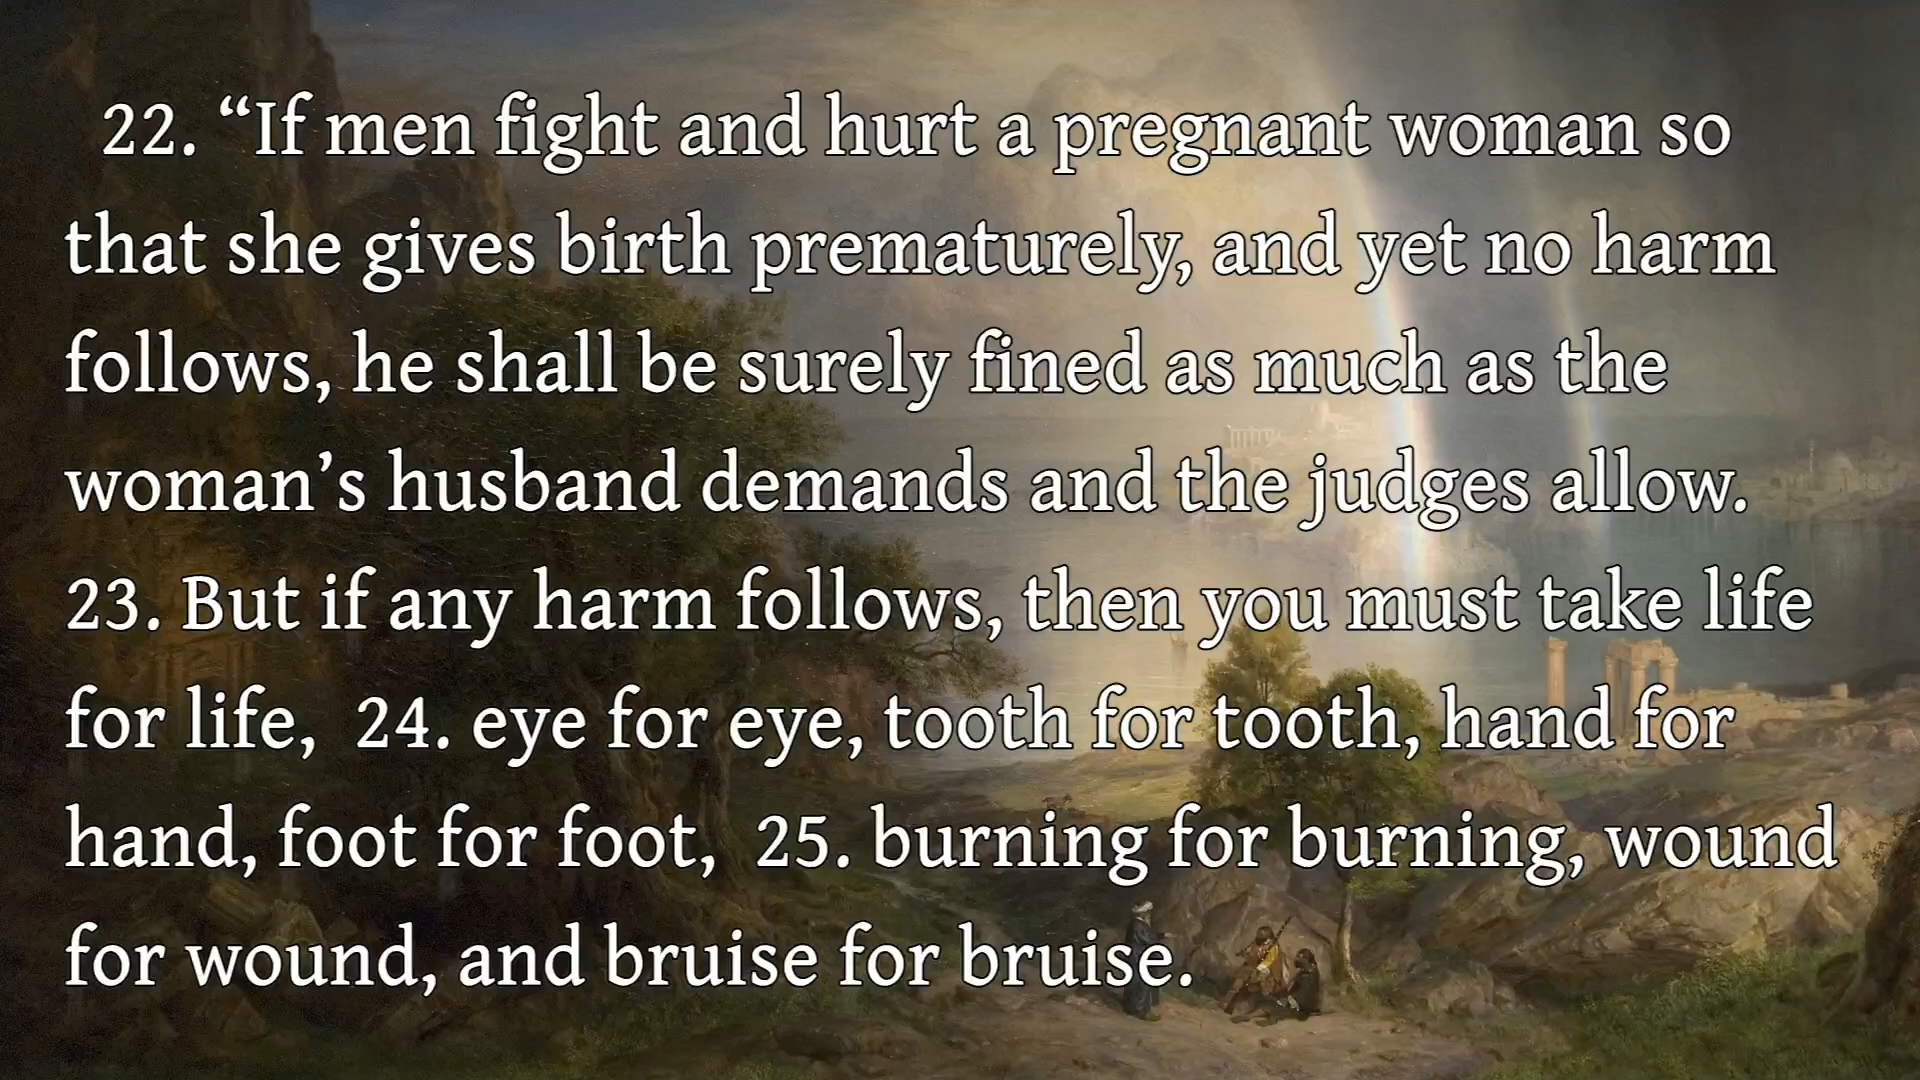 22. “If men fight and hurt a pregnant woman so
that she gives birth prematurely, and yet no harm
follows, he shall be surely fined as much as the
woman’s husband demands and the judges allow.
23. But if any harm follows, then you must take life
for life, 24. eye for eye, tooth for tooth, hand for
hand, foot for foot, 25. burning for burning, wound
for wound, and bruise for bruise.